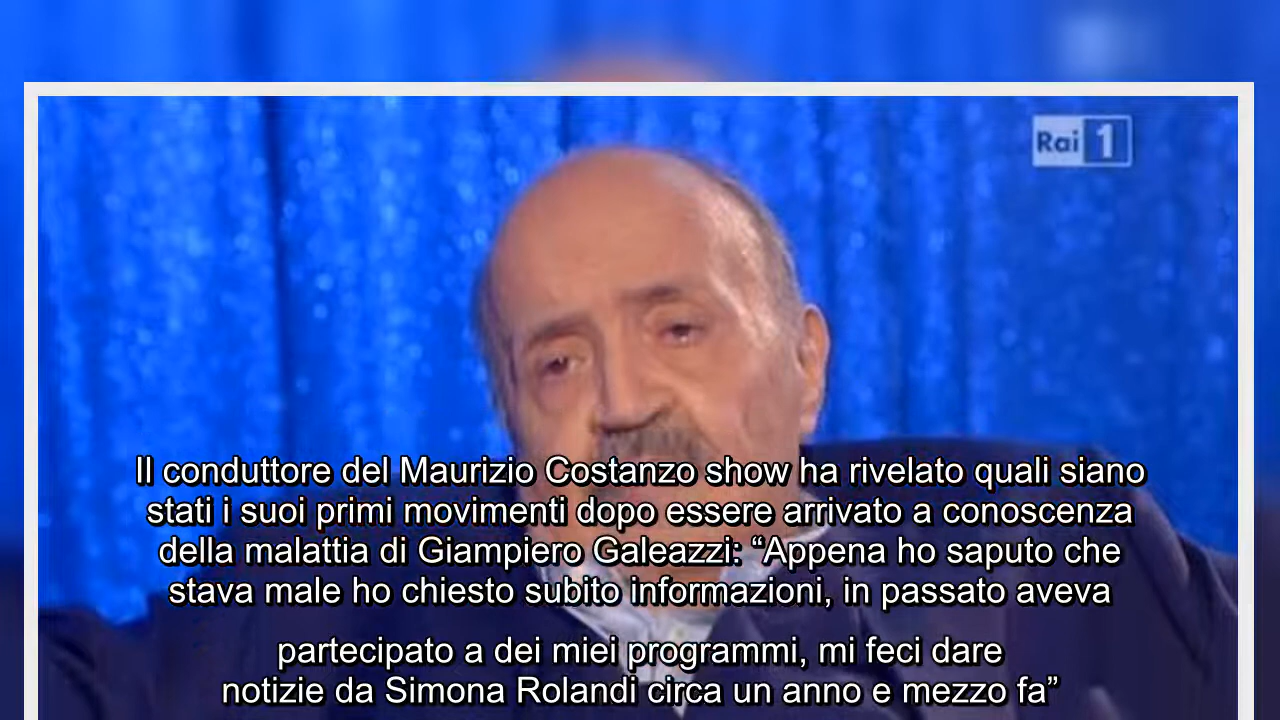 Rai 1
Il conduttore del Maurizio Costanzo show ha rivelato quali siano
stati i suoi primi movimenti dopo essere arrivato a conoscenza
della malattia di Giampiero Galeazzi: “Appena ho saputo che
stava male ho chiesto subito informazioni, in passato aveva
partecipato a dei miei programmi, mi feci dare
notizie da Simona Rolandi circa un anno e mezzo fa”